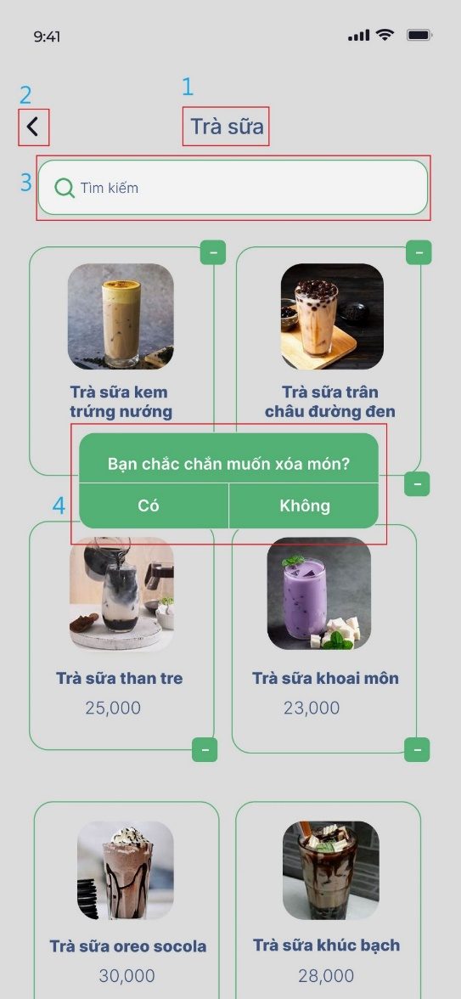 9:41
1
2
Trà sữa
3
Tìm kiếm
−
−
Trà sữa kem
trứng nướng
Trà sữa trân
châu đường đen
Bạn chắc chắn muốn xóa món?
−
4
Có
Không
Trà sữa than tre
25,000
Trà sữa khoai môn
23,000
−
−
Trà sữa oreo socola
30,000
Trà sữa khúc bạch
28,000